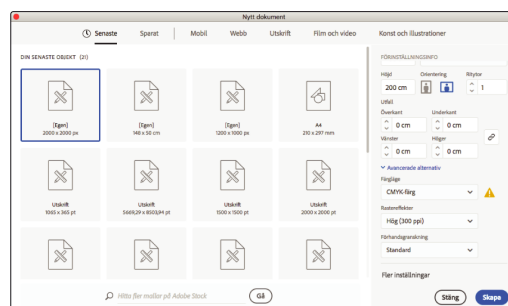 Nytt dokument
Senaste Sparat Mobil Webb Utskrift Film och video Konst och illustrationer
DIN SENASTE OBJEKT (21)
[Egen]
2000 x 2000 px
[Egen]
146 x 50 cm
[Egen]
1200 x 1000 px
A4
210 x 297 mm
Utskrift
1065 x 365 pt
Utskrift
5669,29 x 8503,94 pt
Utskrift
1500 x 1500 pt
Utskrift
2000 x 2000 pt
Hitta fler mallar på Adobe Stock
Gå
FÖRINSTÄLLNINGSINFO
Höjd Orientering Ritytor
200 cm 1
Utfall
Överkant Underkant
0 cm 0 cm
Vänster Höger
0 cm 0 cm
Avancerade alternativ
Färgläge
CMYK-färg
Rastereffekter
Hög (300 ppi)
Förhandsgranskning
Standard
Fler inställningar
Stäng Skapa